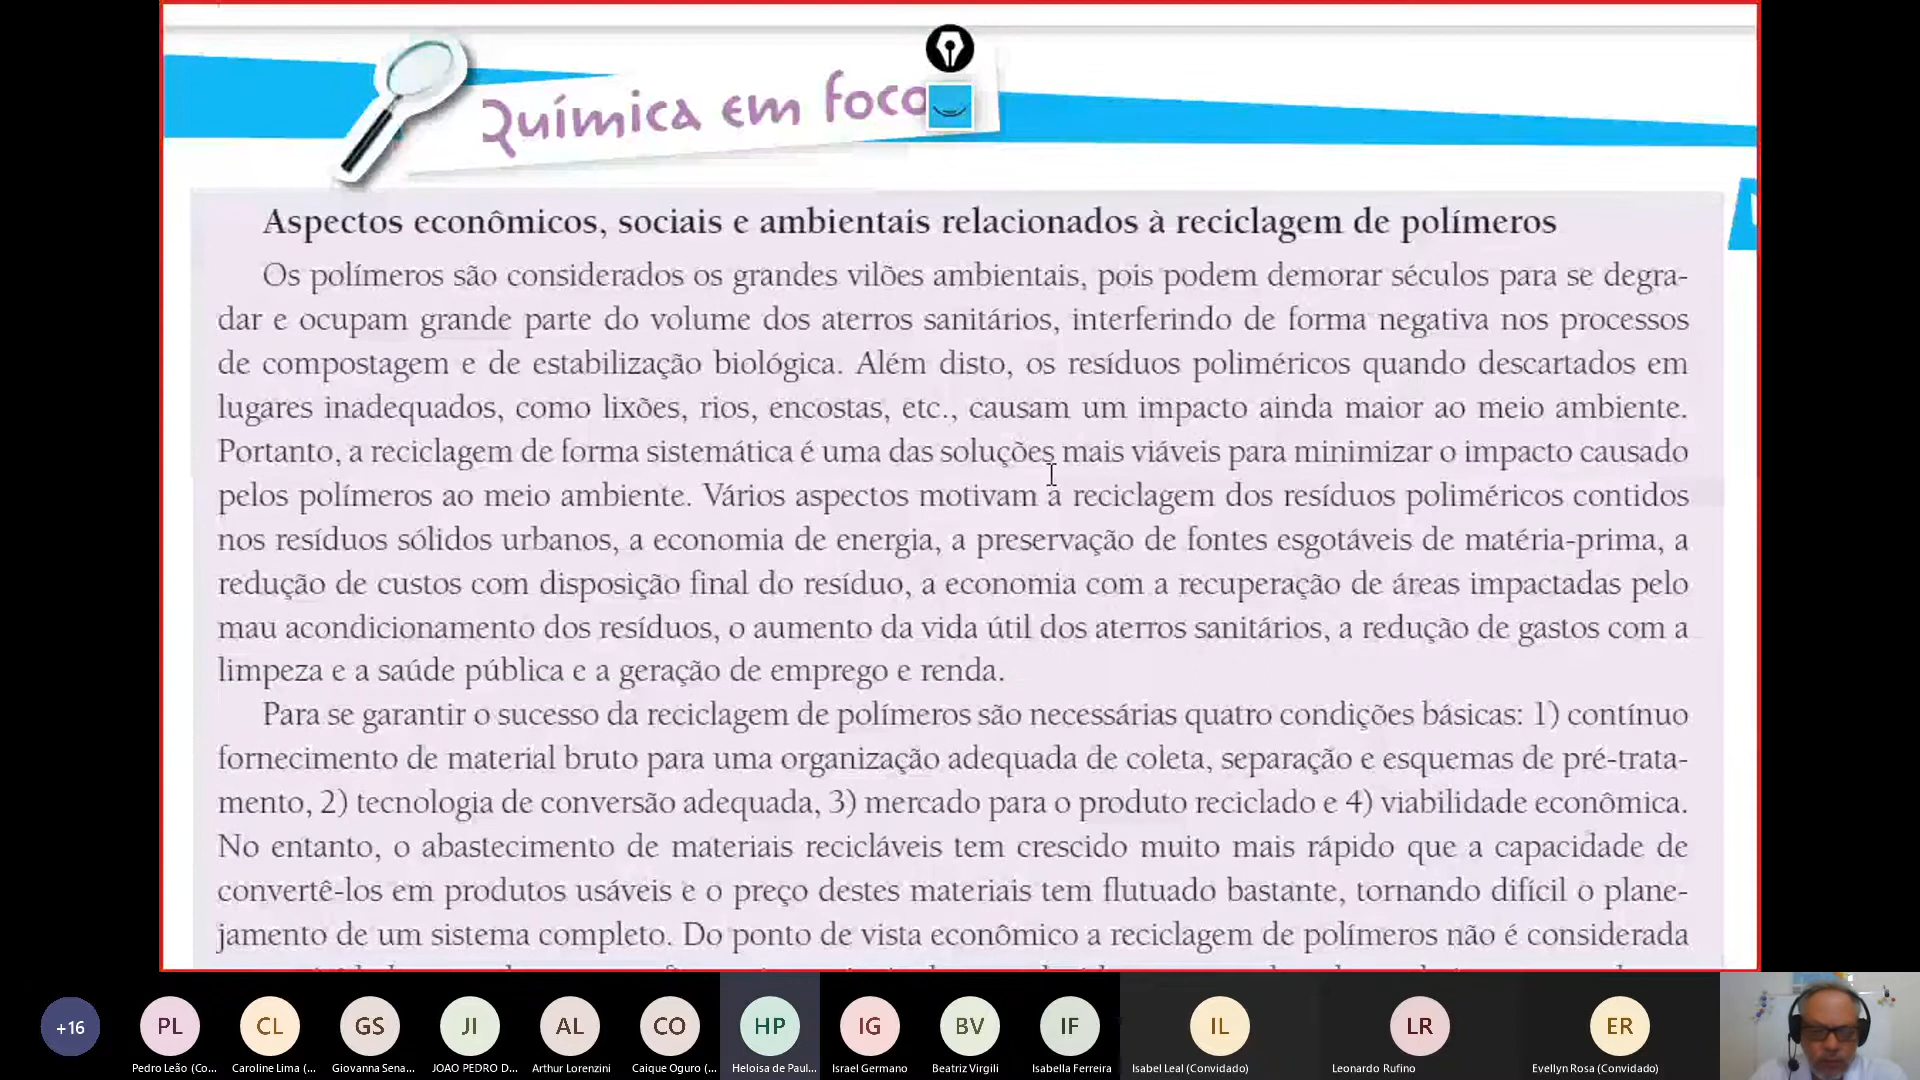 Química em foco
Aspectos econômicos, sociais e ambientais relacionados à reciclagem de polímeros
Os polímeros são considerados os grandes vilões ambientais, pois podem demorar séculos para se degra-
dar e ocupam grande parte do volume dos aterros sanitários, interferindo de forma negativa nos processos
de compostagem e de estabilização biológica. Além disto, os resíduos poliméricos quando descartados em
lugares inadequados, como lixões, rios, encostas, etc., causam um impacto ainda maior ao meio ambiente.
Portanto, a reciclagem de forma sistemática é uma das soluções mais viáveis para minimizar o impacto causado
pelos polímeros ao meio ambiente. Vários aspectos motivam a reciclagem dos resíduos poliméricos contidos
nos resíduos sólidos urbanos, a economia de energia, a preservação de fontes esgotáveis de matéria-prima, a
redução de custos com disposição final do resíduo, a economia com a recuperação de áreas impactadas pelo
mau acondicionamento dos resíduos, o aumento da vida útil dos aterros sanitários, a redução de gastos com a
limpeza e a saúde pública e a geração de emprego e renda.
Para se garantir o sucesso da reciclagem de polímeros são necessárias quatro condições básicas: 1) contínuo
fornecimento de material bruto para uma organização adequada de coleta, separação e esquemas de pré-trata-
mento, 2) tecnologia de conversão adequada, 3) mercado para o produto reciclado e 4) viabilidade econômica.
No entanto, o abastecimento de materiais recicláveis tem crescido muito mais rápido que a capacidade de
convertê-los em produtos usáveis e o preço destes materiais tem flutuado bastante, tornando difícil o plane-
jamento de um sistema completo. Do ponto de vista econômico a reciclagem de polímeros não é considerada
+16 PL CL GS JI AL CO HP IG BV IF IL LR ER
Pedro Leão (Co... Caroline Lima (... Giovanna Sena... JOAO PEDRO D... Arthur Lorenzini Caique Oguro (... Heloisa de Paul... Israel Germano Beatriz Virgili Isabella Ferreira Isabel Leal (Convidado) Leonardo Rufino Evellyn Rosa (Convidado)